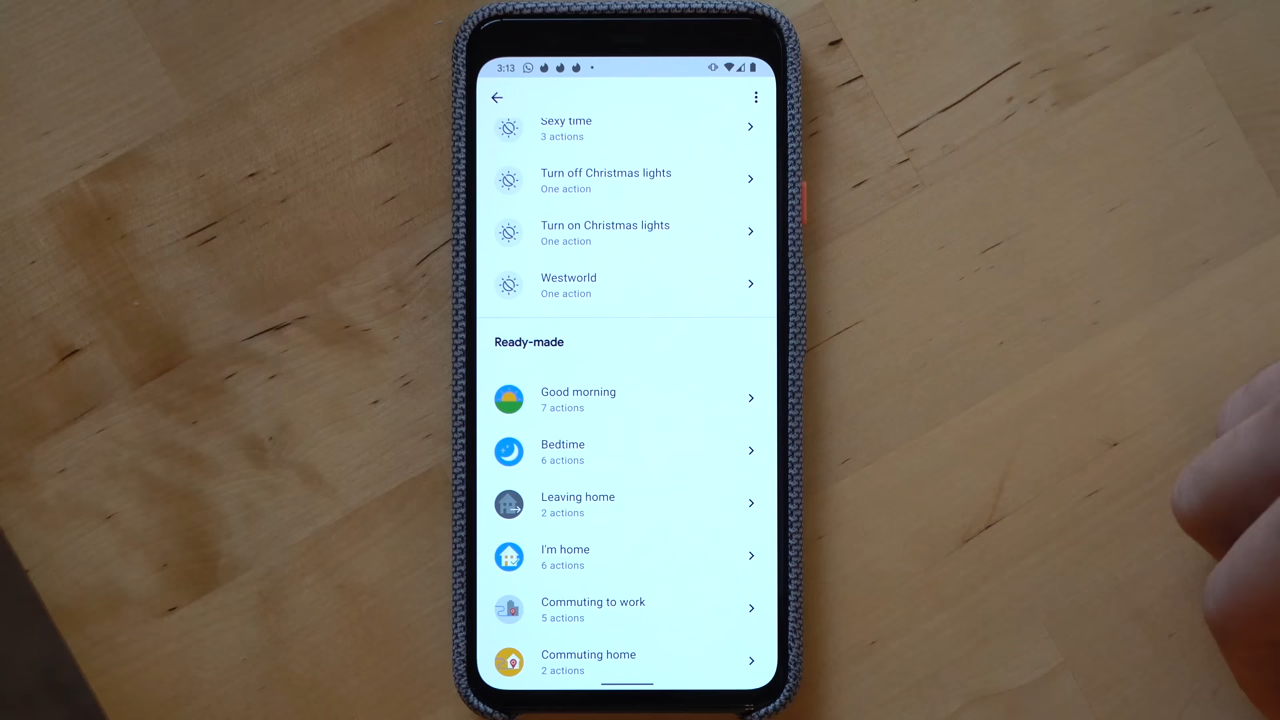 3:13
Sexy time
3 actions
Turn off Christmas lights
One action
Turn on Christmas lights
One action
Westworld
One action
Ready-made
Good morning
7 actions
Bedtime
6 actions
Leaving home
2 actions
I'm home
6 actions
Commuting to work
5 actions
Commuting home
2 actions